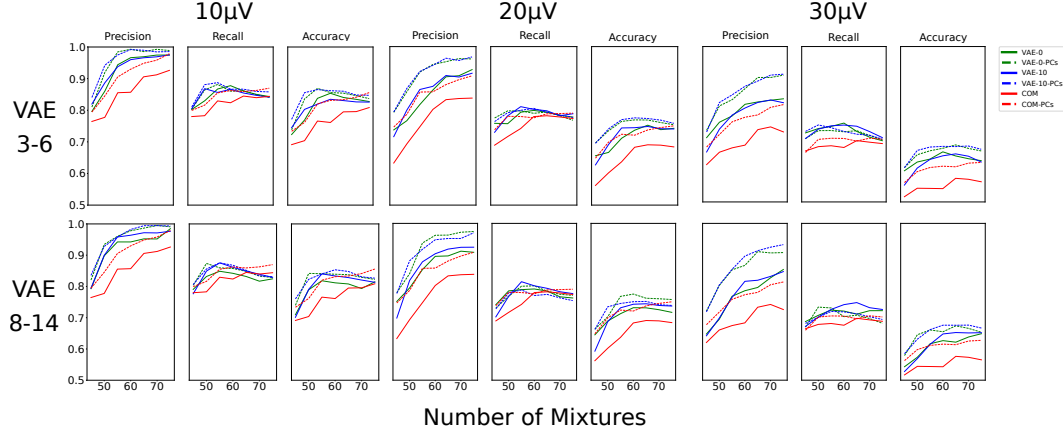 10µV 20µV 30µV
Precision Recall Accuracy Precision Recall Accuracy Precision Recall Accuracy
1.0
0.9
0.8
0.7
0.6
0.5
VAE
3-6
VAE-0
VAE-0-PCs
VAE-10
VAE-10-PCs
COM
COM-PCs
1.0
0.9
0.8
0.7
0.6
0.5
VAE
8-14
50 60 70 50 60 70 50 60 70 50 60 70 50 60 70 50 60 70 50 60 70 50 60 70 50 60 70
Number of Mixtures